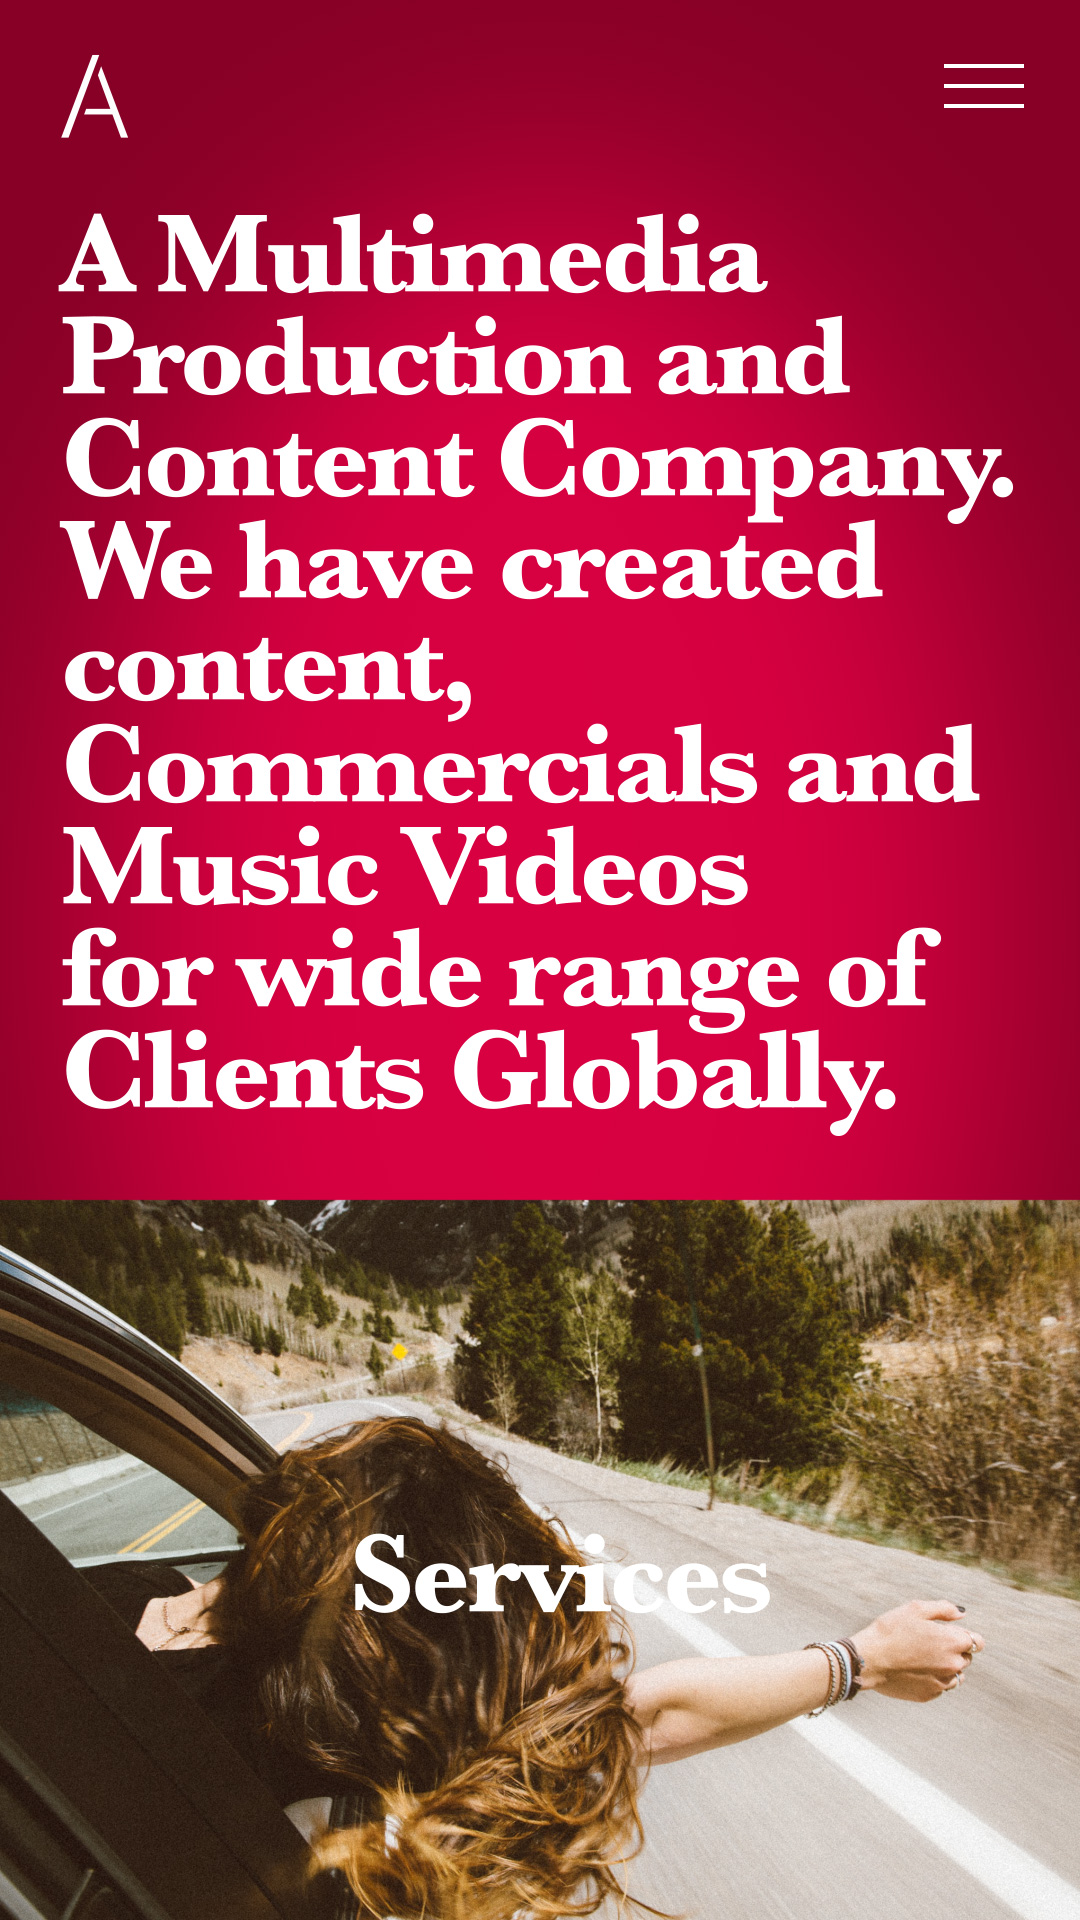 A
A Multimedia
Production and
Content Company.
We have created
content,
Commercials and
Music Videos
for wide range of
Clients Globally.
Services